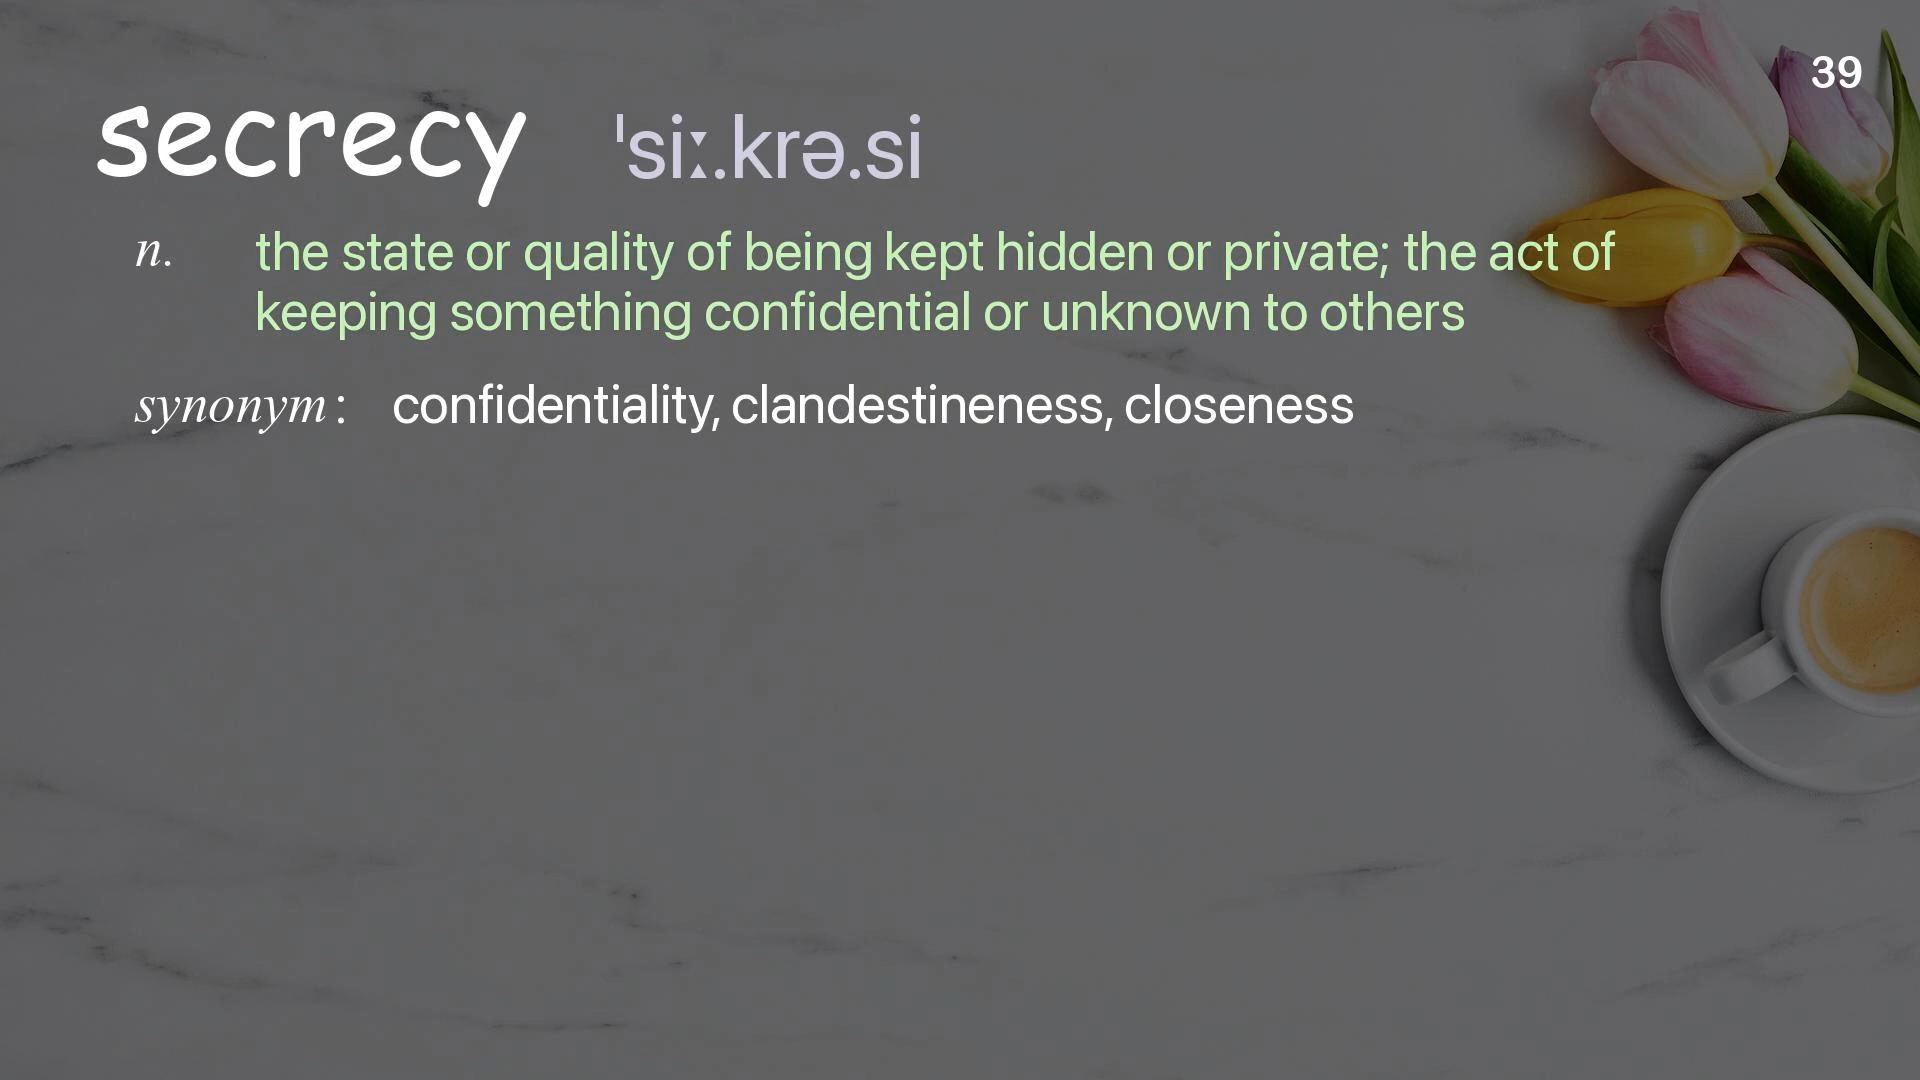 39
secrecy ˈsiː.krə.si
n. the state or quality of being kept hidden or private; the act of
keeping something confidential or unknown to others
synonym: confidentiality, clandestineness, closeness